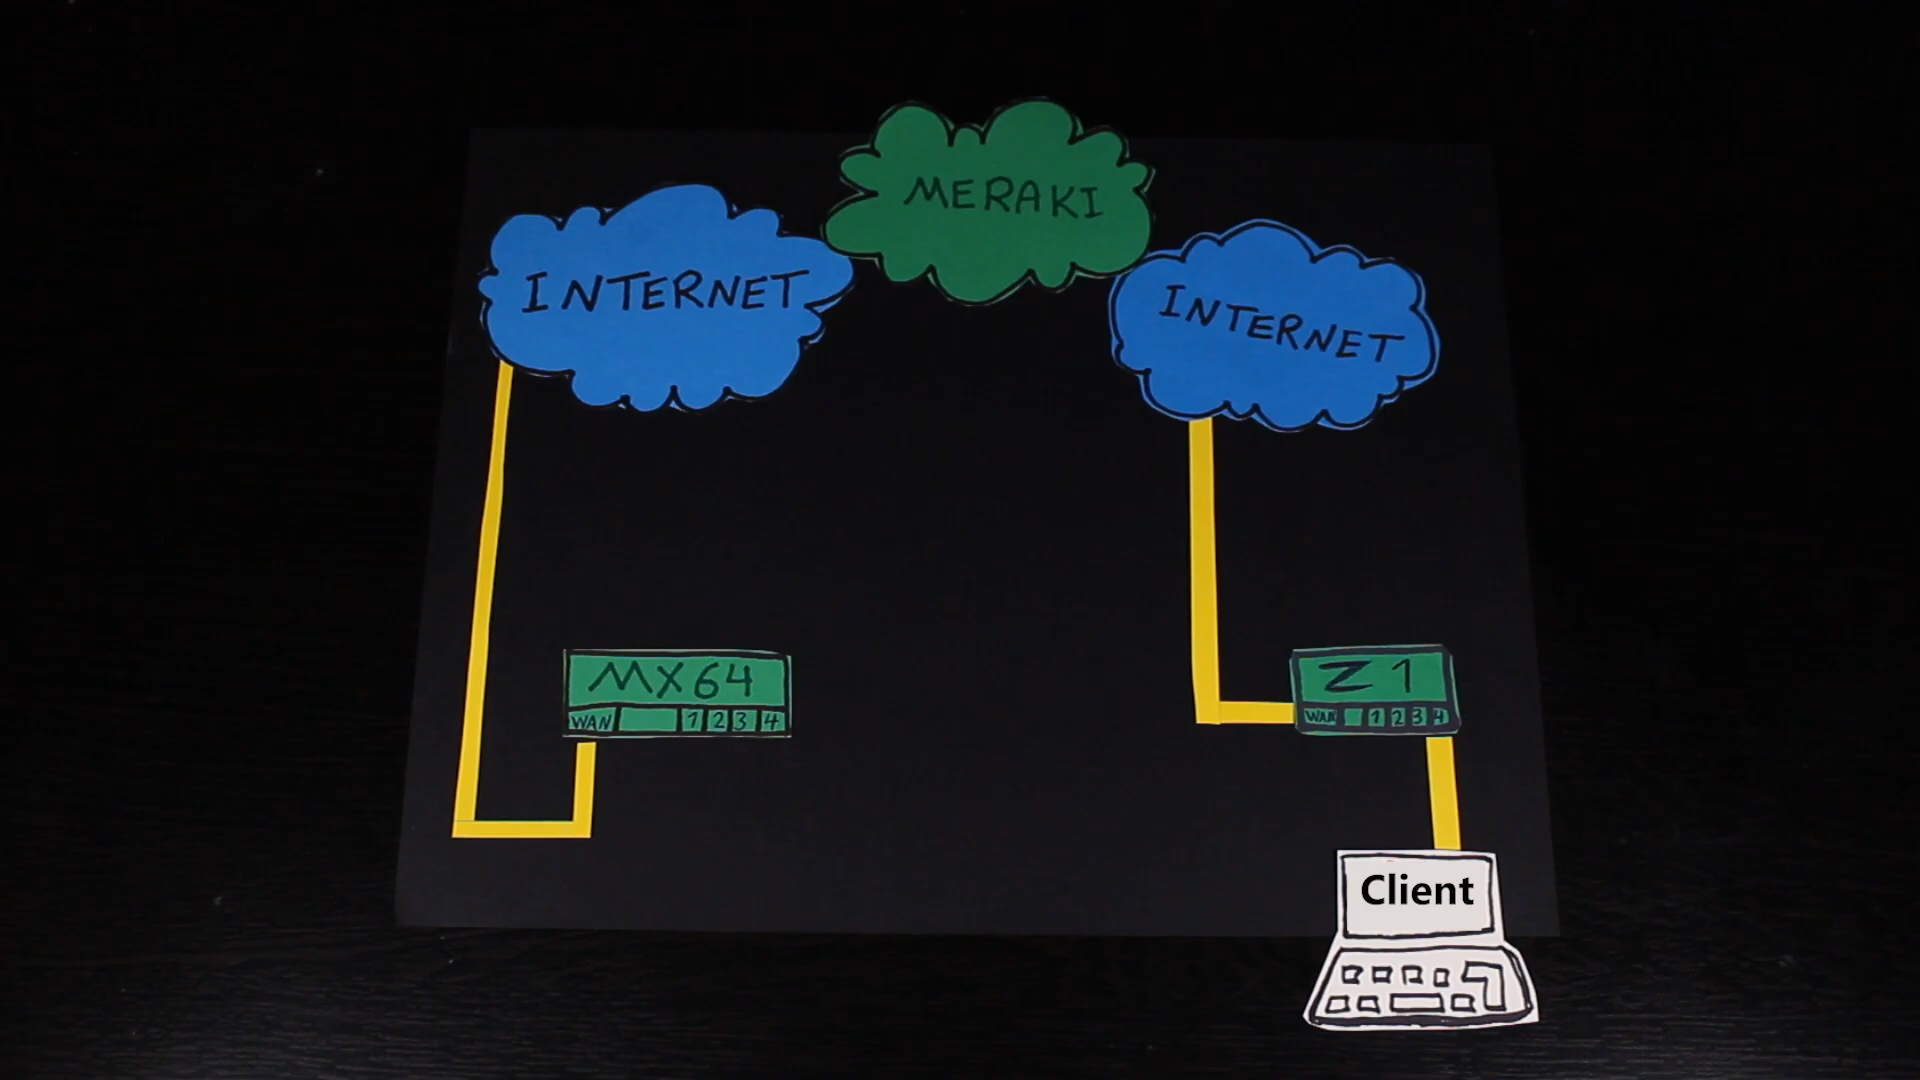 MERAKI
INTERNET
INTERNET
MX64
WAN 1 2 3 4
Z1
WAN 1 2 3 4
Client